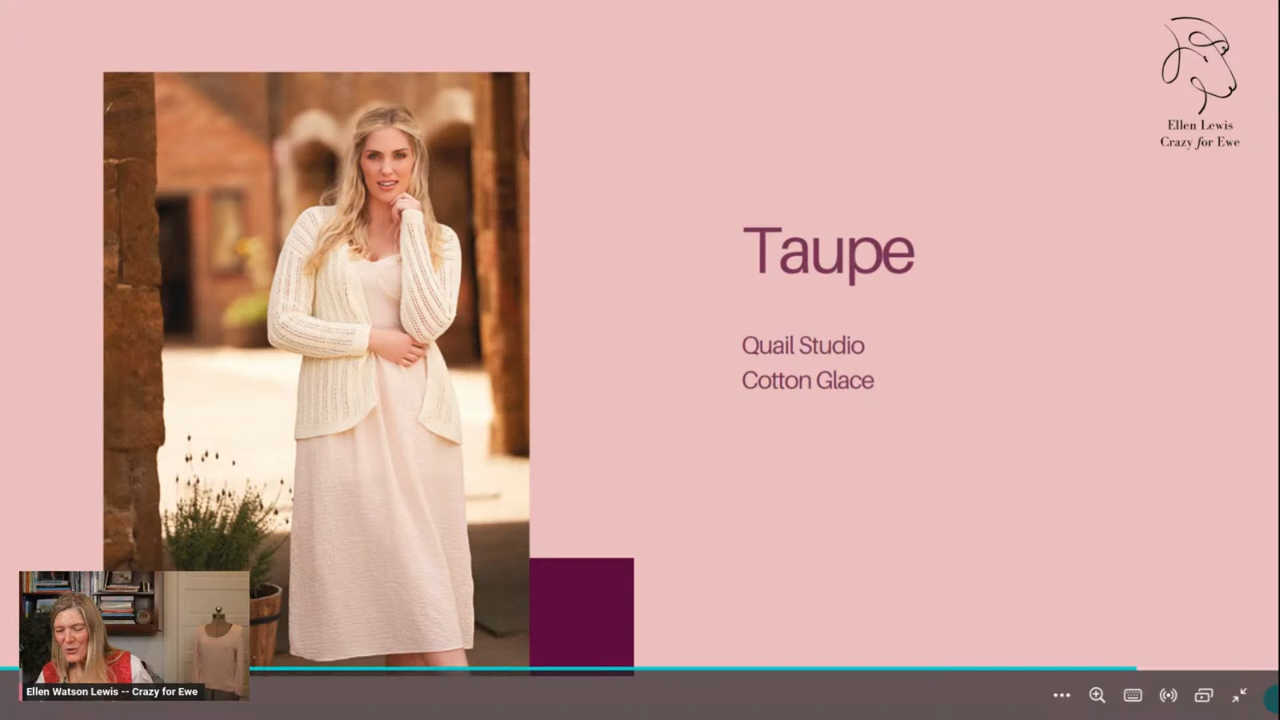 Ellen Lewis
Crazy for Ewe
Taupe
Quail Studio
Cotton Glace
Ellen Watson Lewis -- Crazy for Ewe